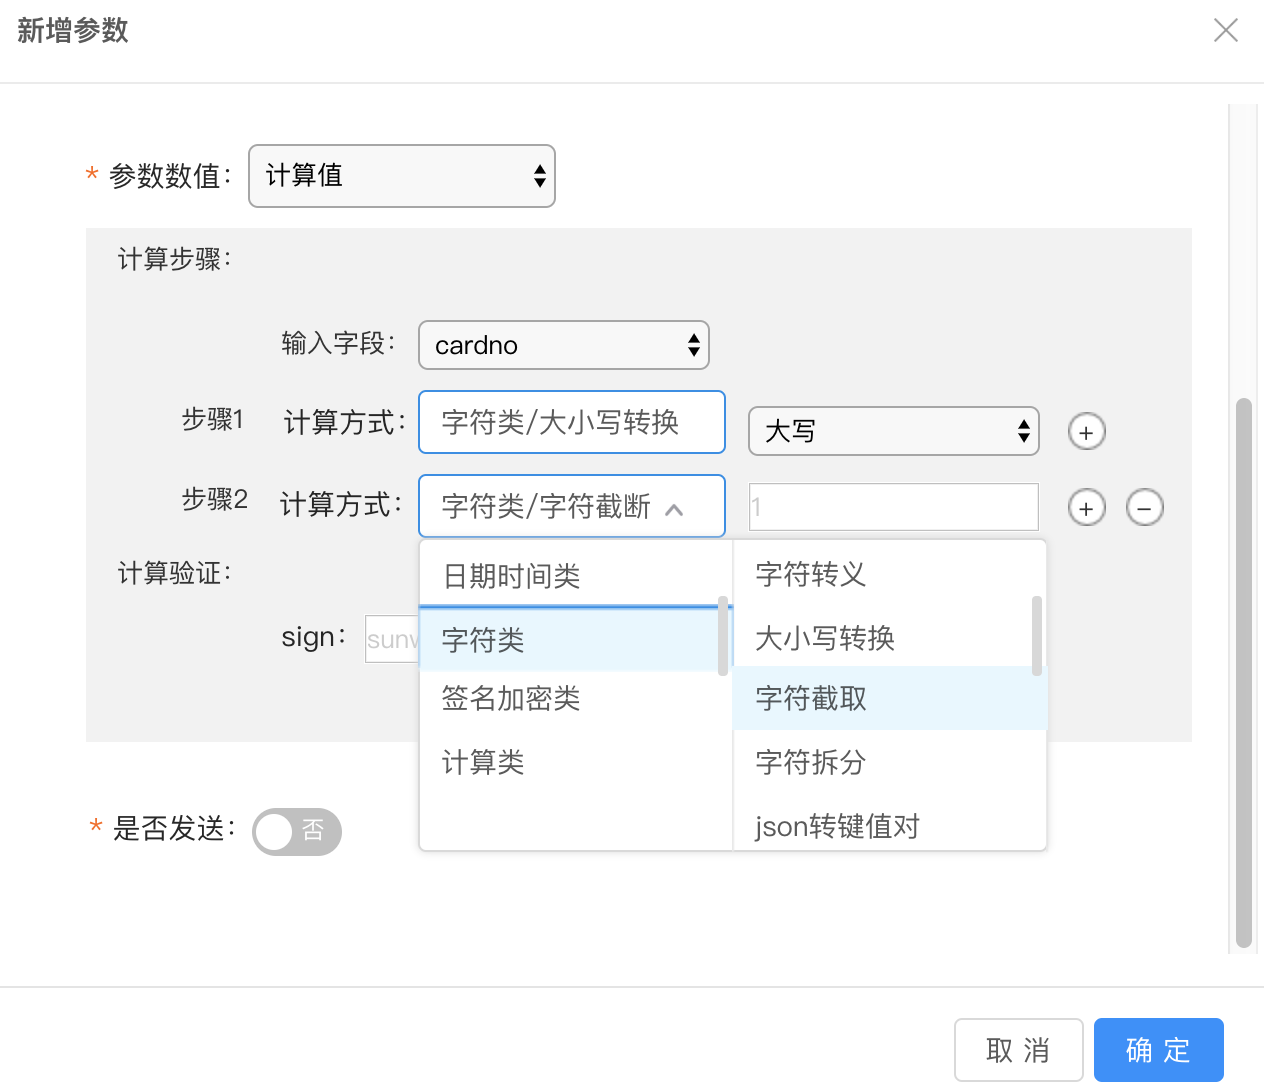 新增参数
* 参数数值： 计算值
计算步骤：
输入字段： cardno
步骤1 计算方式： 字符类/大小写转换 大写
步骤2 计算方式： 字符类/字符截断 1
计算验证：
日期时间类 字符转义
sign： 字符类 大小写转换
签名加密类 字符截取
计算类 字符拆分
json转键值对
* 是否发送： 否
取 消 确 定